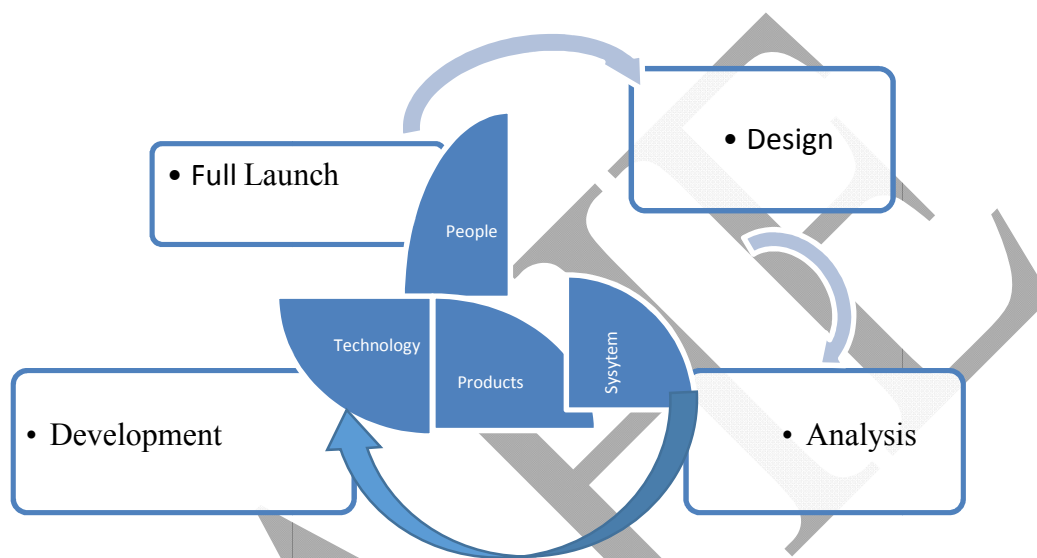 • Design
• Full Launch
People
Technology
Products
Sysytem
• Development
• Analysis